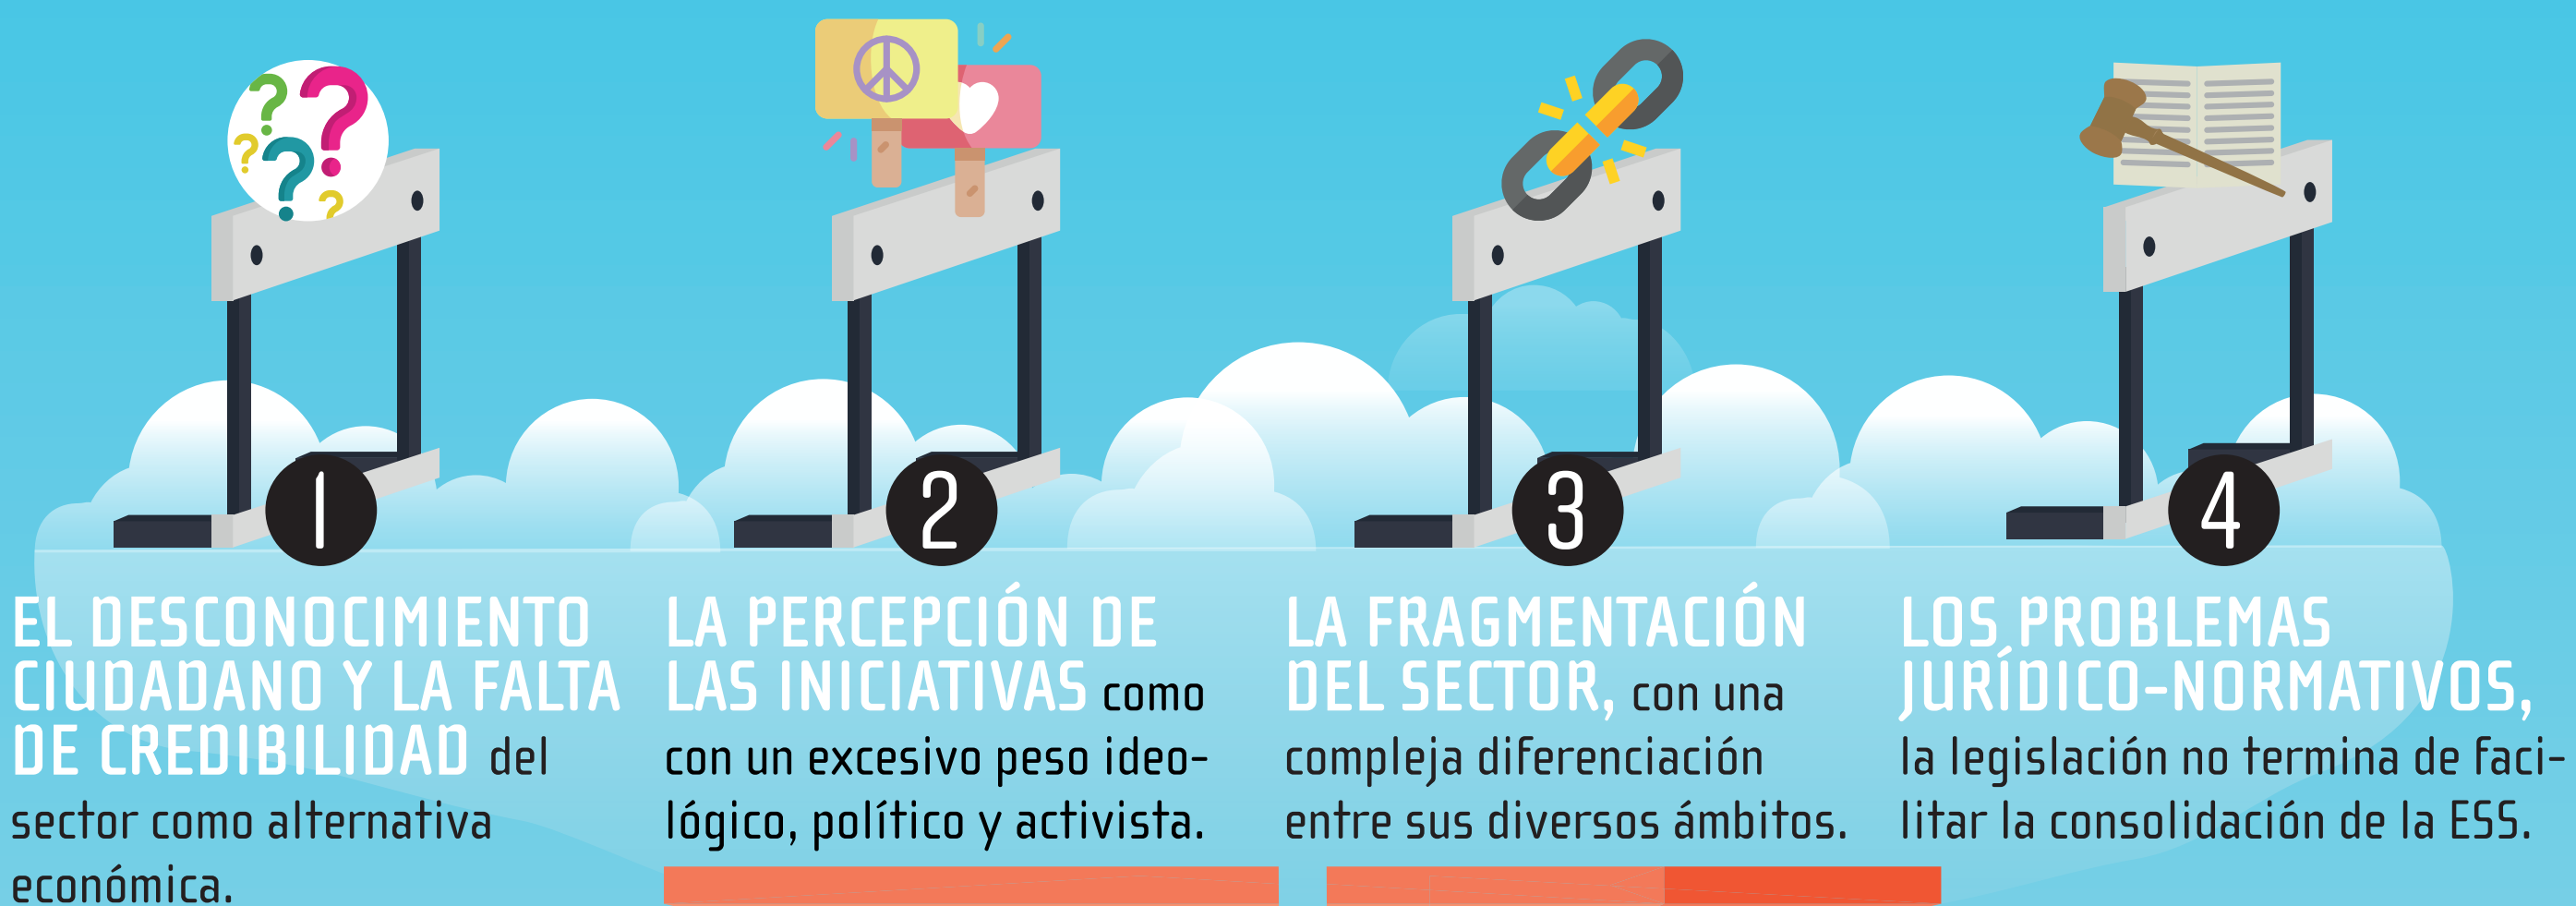 1
EL DESCONOCIMIENTO
CIUDADANO Y LA FALTA
DE CREDIBILIDAD del
sector como alternativa
económica.
2
LA PERCEPCIÓN DE
LAS INICIATIVAS como
con un excesivo peso ideo-
lógico, político y activista.
3
LA FRAGMENTACIÓN
DEL SECTOR, con una
compleja diferenciación
entre sus diversos ámbitos.
4
LOS PROBLEMAS
JURÍDICO-NORMATIVOS,
la legislación no termina de faci-
litar la consolidación de la ESS.